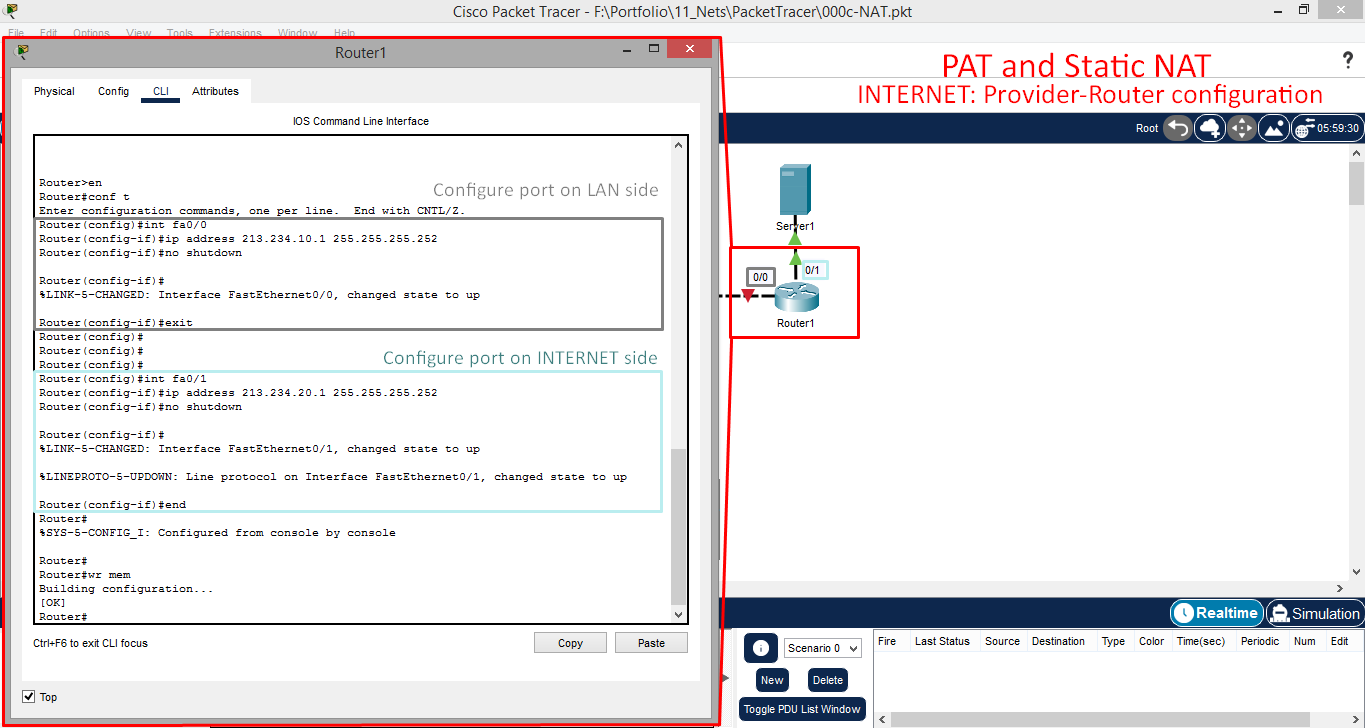 Cisco Packet Tracer - F:\Portfolio\11_Nets\PacketTracer\000c-NAT.pkt
File Edit Options View Tools Extensions Window Help
Router1
PAT and Static NAT
INTERNET: Provider-Router configuration
?
Physical Config CLI Attributes
IOS Command Line Interface
Root
05:59:30
Router>en
Configure port on LAN side
Router#conf t
Enter configuration commands, one per line.  End with CNTL/Z.
Router(config)#int fa0/0
Router(config-if)#ip address 213.234.10.1 255.255.255.252
Router(config-if)#no shutdown
Router(config-if)#
%LINK-5-CHANGED: Interface FastEthernet0/0, changed state to up
Router(config-if)#exit
Router(config)#
Router(config)#
Configure port on INTERNET side
Router(config)#
Router(config)#int fa0/1
Router(config-if)#ip address 213.234.20.1 255.255.255.252
Router(config-if)#no shutdown
Router(config-if)#
%LINK-5-CHANGED: Interface FastEthernet0/1, changed state to up
%LINEPROTO-5-UPDOWN: Line protocol on Interface FastEthernet0/1, changed state to up
Router(config-if)#end
Router#
%SYS-5-CONFIG_I: Configured from console by console
Router#
Router#wr mem
Building configuration...
[OK]
Router#
Ctrl+F6 to exit CLI focus
Copy
Paste
Top
Server1
0/1
0/0
Router1
Realtime
Simulation
Scenario 0
New
Delete
Toggle PDU List Window
Fire Last Status Source Destination Type Color Time(sec) Periodic Num Edit